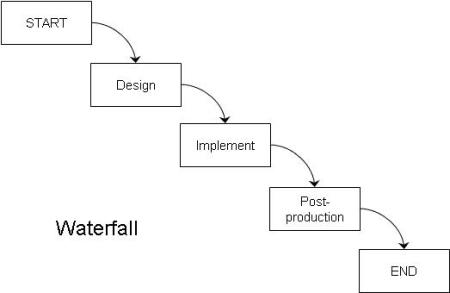 START
Design
Implement
Post-
production
Waterfall
END